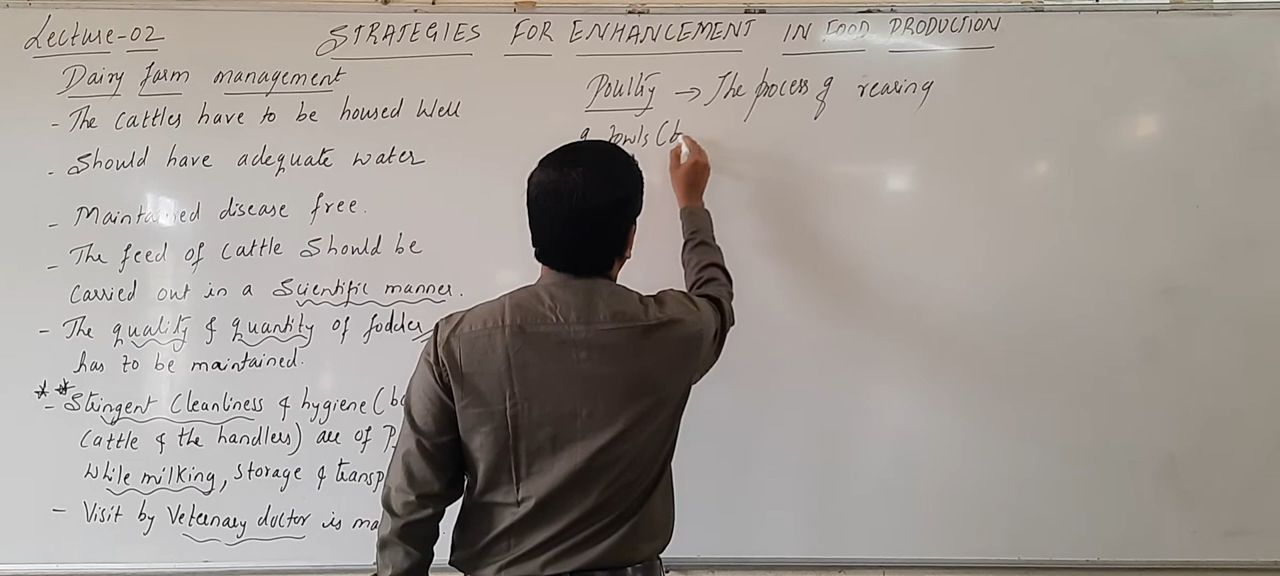 Lecture-02
STRATEGIES FOR ENHANCEMENT IN FOOD PRODUCTION
Dairy farm management
- The cattles have to be housed well
- Should have adequate water
- Maintained disease free.
- The feed of cattle should be
carried out in a scientific manner.
- The quality & quantity of fodder
has to be maintained.
** - Stringent cleanliness & hygiene (bo
cattle & the handlers) are of P
while milking, storage & transp
- Visit by Veternary doctor is ma
Poultry → The process of rearing
fowls (b